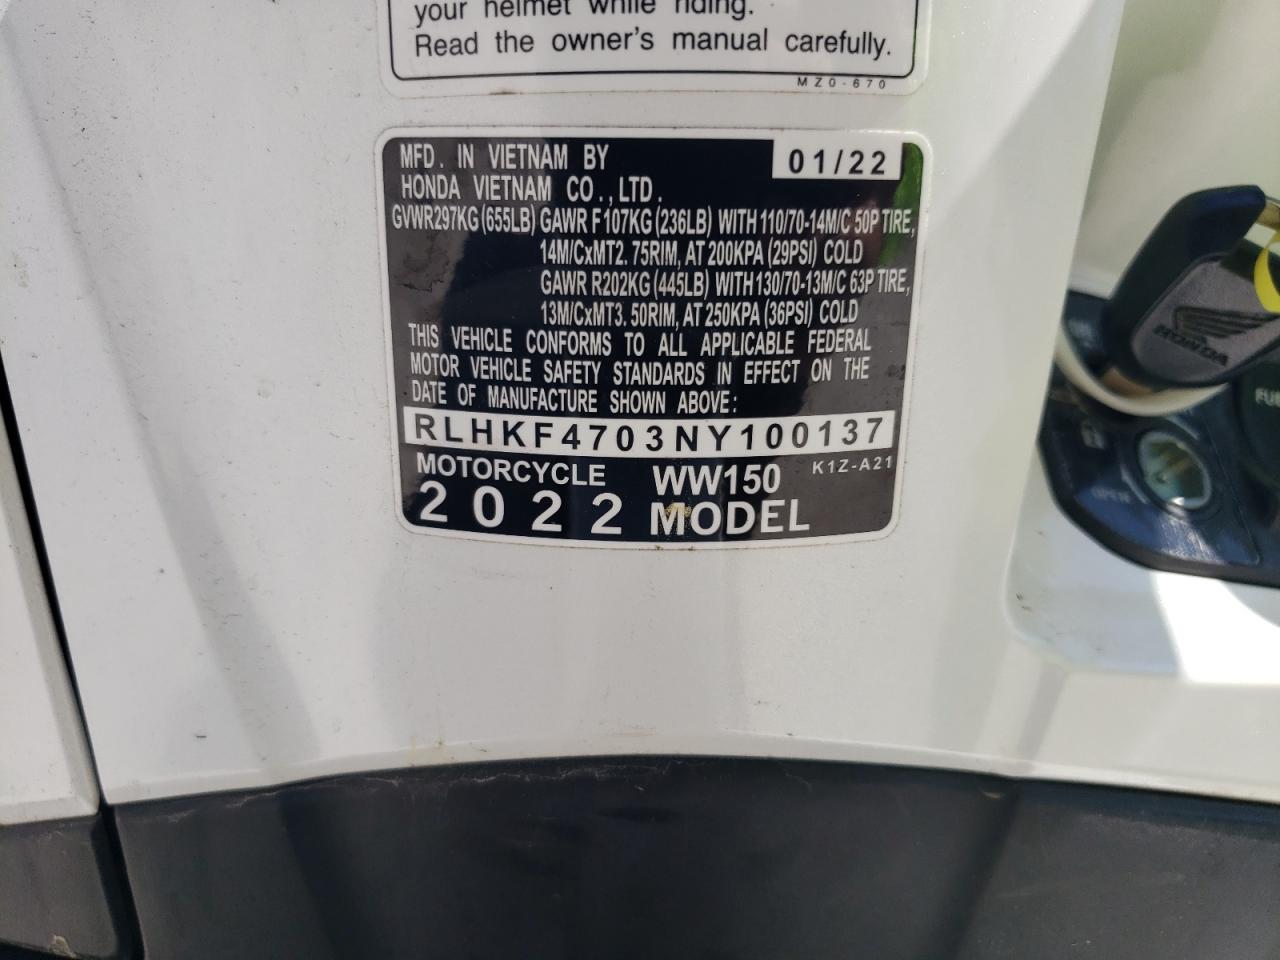 your helmet while riding.
Read the owner's manual carefully.
MZ0-670
MFD. IN VIETNAM BY 01/22
HONDA VIETNAM CO.,LTD.
GVWR297KG(655LB) GAWR F107KG(236LB) WITH 110/70-14M/C 50P TIRE,
14M/CxMT2.75RIM, AT 200KPA (29PSI) COLD
GAWR R202KG(445LB) WITH 130/70-13M/C 63P TIRE,
13M/CxMT3.50RIM, AT 250KPA (36PSI) COLD
THIS VEHICLE CONFORMS TO ALL APPLICABLE FEDERAL
MOTOR VEHICLE SAFETY STANDARDS IN EFFECT ON THE
DATE OF MANUFACTURE SHOWN ABOVE:
RLHKF4703NY100137
MOTORCYCLE WW150 K1Z-A21
2022 MODEL
HONDA
OPEN